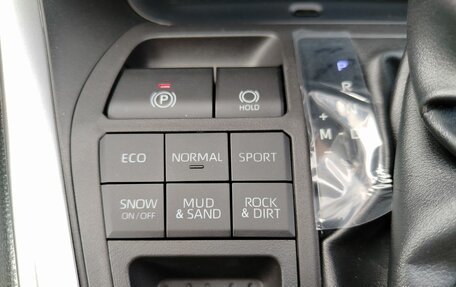 P
P
R
HOLD
+
M - D
-
ECO NORMAL SPORT
SNOW ON/OFF
MUD & SAND
ROCK & DIRT